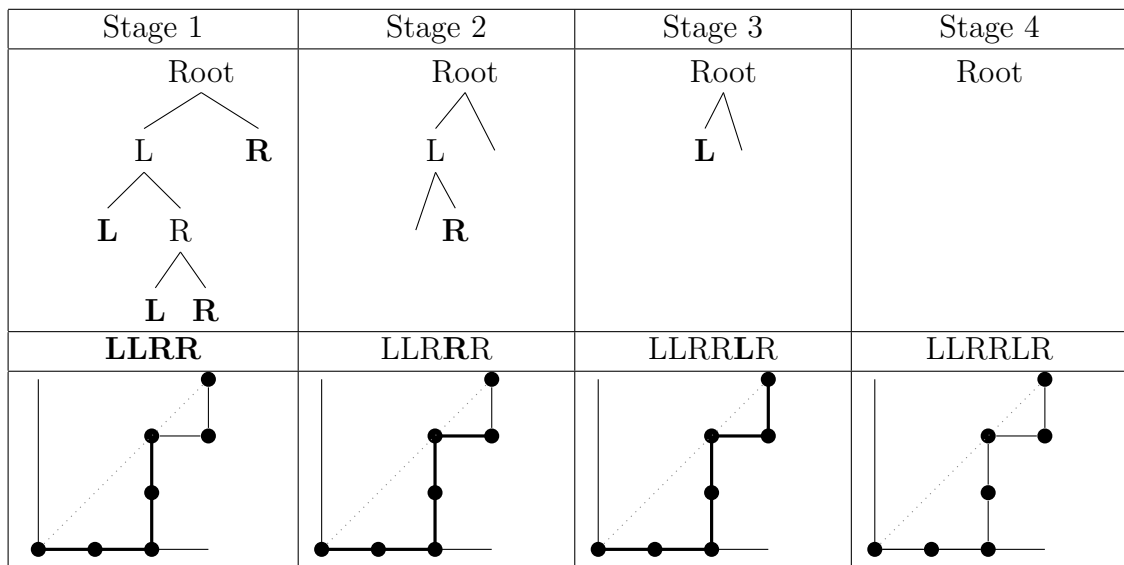 Stage 1 Stage 2 Stage 3 Stage 4
Root Root Root Root
L R L L
L R R
L R
LLRR LLRRR LLRRLR LLRRLR